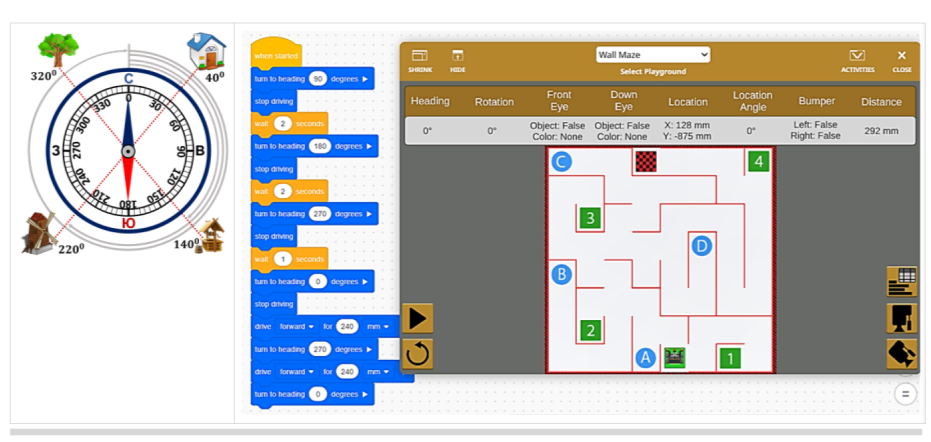 320⁰
40⁰
С
0
30
60
90
120
150
180
210
240
270
300
330
З
В
Ю
220⁰
140⁰
when started
turn to heading 90 degrees
stop driving
wait 2 seconds
turn to heading 180 degrees
stop driving
wait 2 seconds
turn to heading 270 degrees
stop driving
wait 1 seconds
turn to heading 0 degrees
stop driving
drive forward for 240 mm
turn to heading 270 degrees
drive forward for 240 mm
turn to heading 0 degrees
SHRINK
HIDE
Wall Maze
Select Playground
ACTIVITIES
CLOSE
Heading Rotation Front Eye Down Eye Location Location Angle Bumper Distance
0° 0° Object: False Object: False X: 128 mm 0° Left: False 292 mm
Color: None Color: None Y: -875 mm Right: False
C
4
3
D
B
2
A
1
=